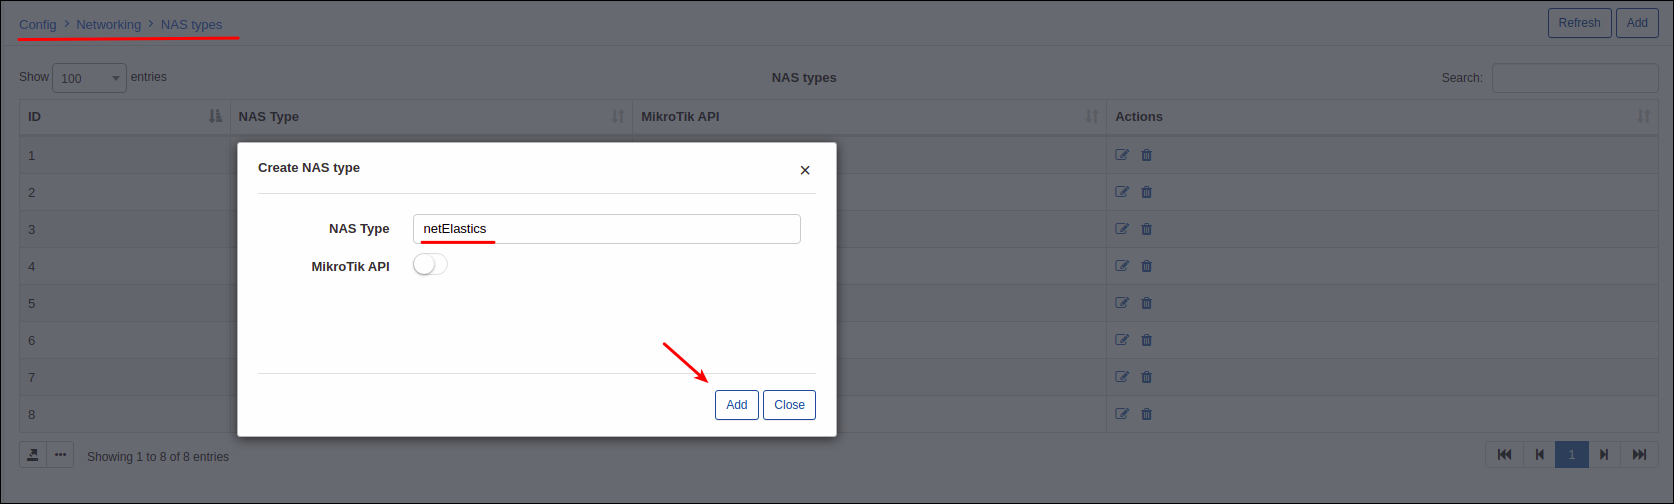 Config > Networking > NAS types
Refresh Add
Show 100 entries NAS types Search:
ID NAS Type MikroTik API Actions
1
2
3
4
5
6
7
8
Create NAS type ×
NAS Type netElastics
MikroTik API
Add Close
Showing 1 to 8 of 8 entries 1